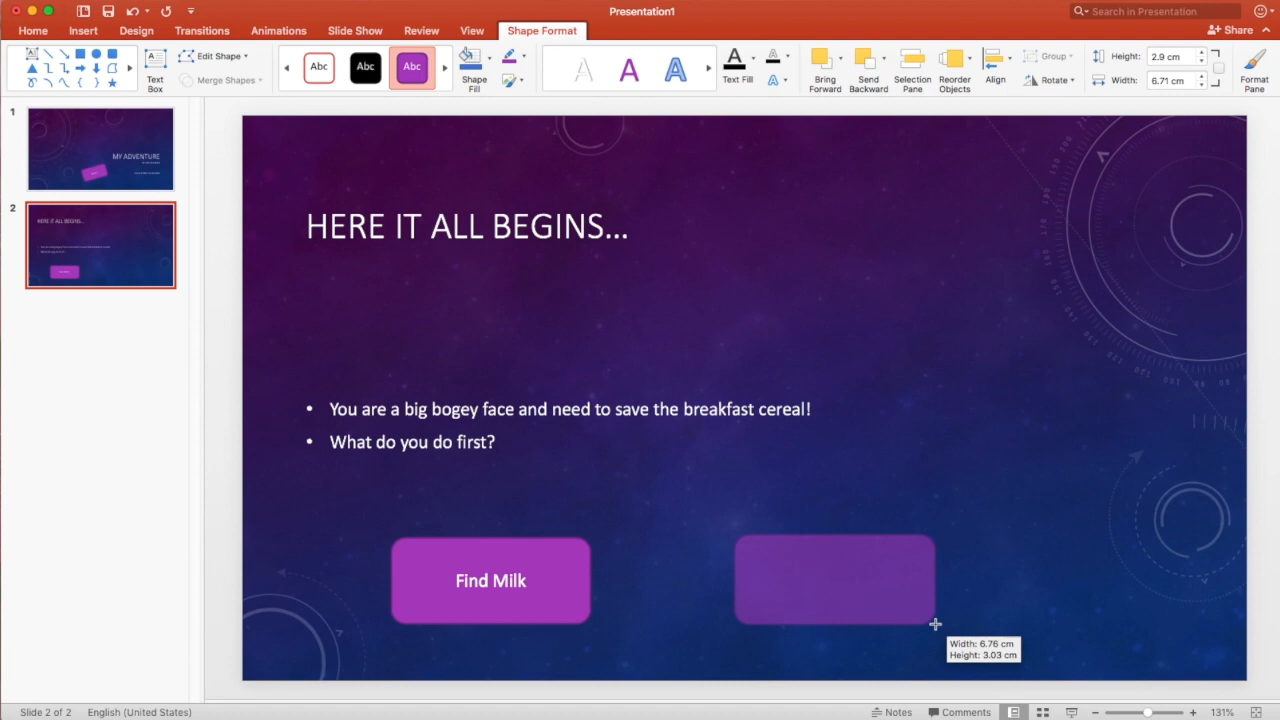 Presentation1
Search in Presentation
Home Insert Design Transitions Animations Slide Show Review View Shape Format
Share
Text Box
Edit Shape
Merge Shapes
Abc Abc Abc
Shape Fill
A A A
Text Fill
Bring Forward
Send Backward
Selection Pane
Reorder Objects
Align
Group
Rotate
Height: 2.9 cm
Width: 6.71 cm
Format Pane
1
MY ADVENTURE
2
HERE IT ALL BEGINS...
HERE IT ALL BEGINS...
• You are a big bogey face and need to save the breakfast cereal!
• What do you do first?
Find Milk
Width: 6.76 cm
Height: 3.03 cm
Slide 2 of 2 English (United States)
Notes Comments 131%